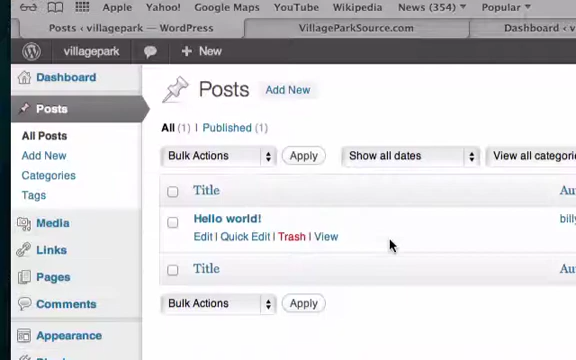 Apple Yahoo! Google Maps YouTube Wikipedia News (354) Popular
Posts ‹ villagepark — WordPress VillageParkSource.com Dashboard ‹ v
villagepark + New
Dashboard
Posts
All Posts
Add New
Categories
Tags
Media
Links
Pages
Comments
Appearance
Posts Add New
All (1) | Published (1)
Bulk Actions Apply Show all dates View all categorie
Title Au
Hello world! billy
Edit | Quick Edit | Trash | View
Title Au
Bulk Actions Apply